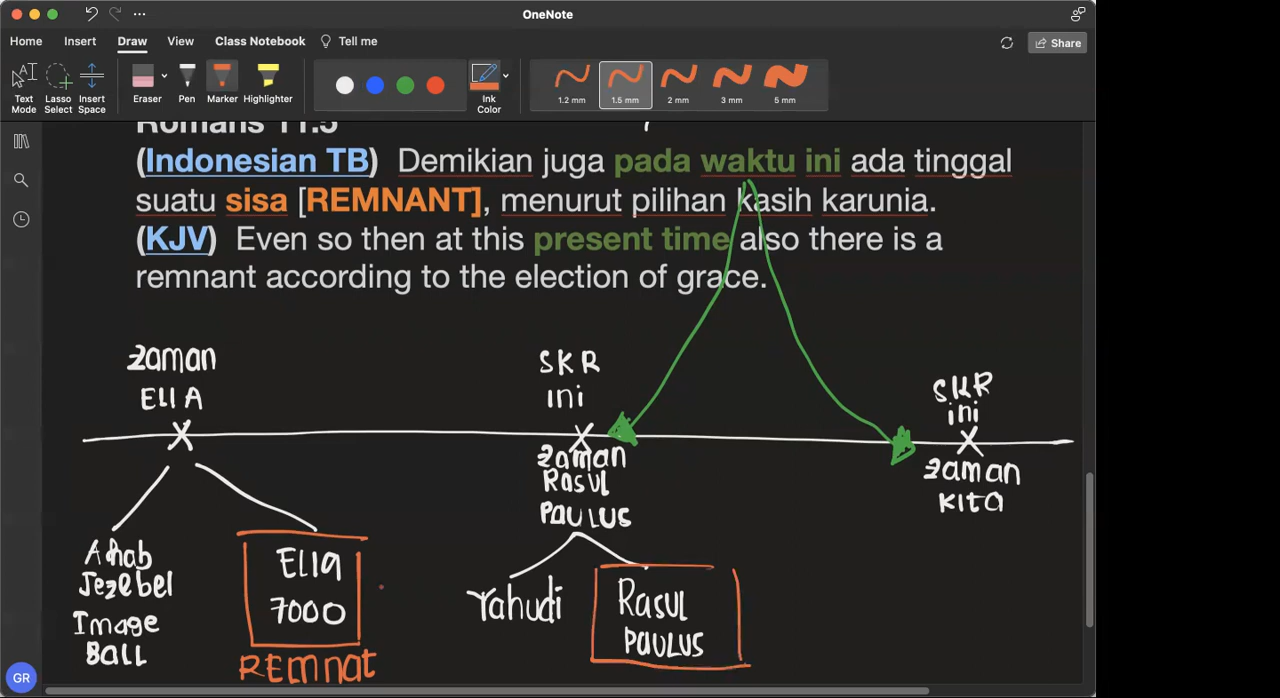 OneNote
Home Insert Draw View Class Notebook Tell me
Share
Text Mode
Lasso Select
Insert Space
Eraser
Pen
Marker
Highlighter
Ink Color
1.2 mm
1.5 mm
2 mm
3 mm
5 mm
Romans 11:5
(Indonesian TB) Demikian juga pada waktu ini ada tinggal
suatu sisa [REMNANT], menurut pilihan kasih karunia.
(KJV) Even so then at this present time also there is a
remnant according to the election of grace.
Zaman
ELIA
SKR
ini
SKR
ini
Zaman
Rasul
PAULUS
Zaman
KITA
Ahab
Jezebel
Image
BALL
Elia
7000
REMnat
Yahudi
Rasul
PAULUS
GR